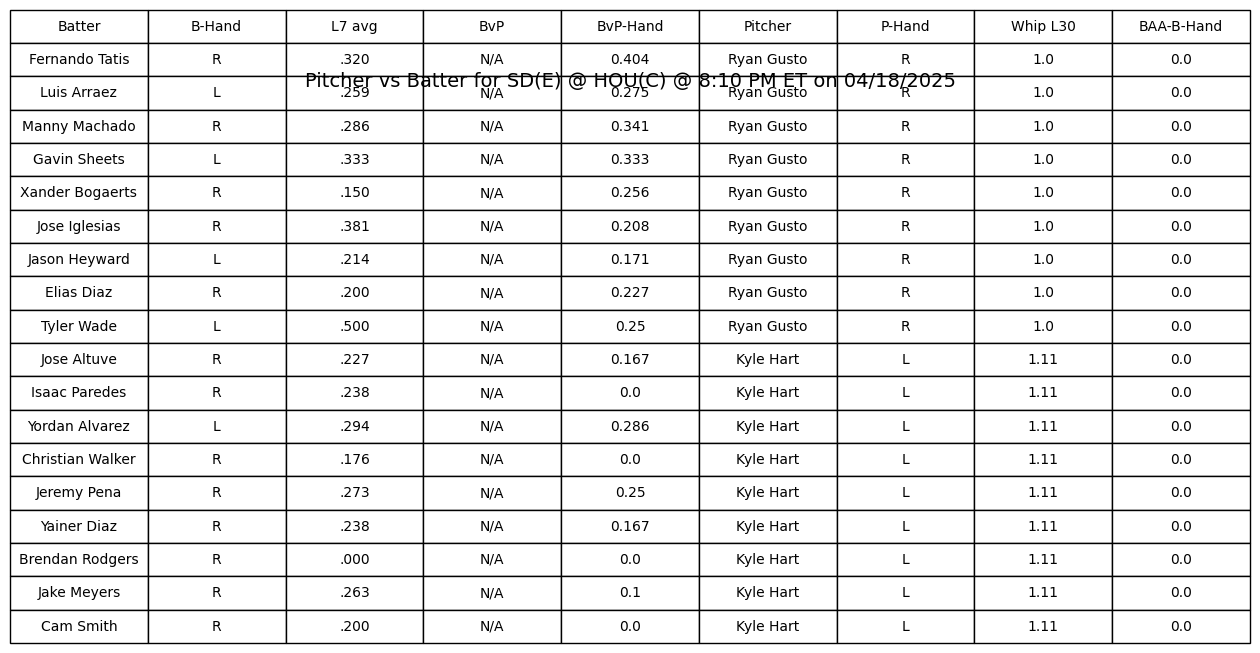 Batter B-Hand L7 avg BvP BvP-Hand Pitcher P-Hand Whip L30 BAA-B-Hand
Fernando Tatis R .320 N/A 0.404 Ryan Gusto R 1.0 0.0
Pitcher vs Batter for SD(E) @ HOU(C) @ 8:10 PM ET on 04/18/2025
Luis Arraez L .259 N/A 0.275 Ryan Gusto R 1.0 0.0
Manny Machado R .286 N/A 0.341 Ryan Gusto R 1.0 0.0
Gavin Sheets L .333 N/A 0.333 Ryan Gusto R 1.0 0.0
Xander Bogaerts R .150 N/A 0.256 Ryan Gusto R 1.0 0.0
Jose Iglesias R .381 N/A 0.208 Ryan Gusto R 1.0 0.0
Jason Heyward L .214 N/A 0.171 Ryan Gusto R 1.0 0.0
Elias Diaz R .200 N/A 0.227 Ryan Gusto R 1.0 0.0
Tyler Wade L .500 N/A 0.25 Ryan Gusto R 1.0 0.0
Jose Altuve R .227 N/A 0.167 Kyle Hart L 1.11 0.0
Isaac Paredes R .238 N/A 0.0 Kyle Hart L 1.11 0.0
Yordan Alvarez L .294 N/A 0.286 Kyle Hart L 1.11 0.0
Christian Walker R .176 N/A 0.0 Kyle Hart L 1.11 0.0
Jeremy Pena R .273 N/A 0.25 Kyle Hart L 1.11 0.0
Yainer Diaz R .238 N/A 0.167 Kyle Hart L 1.11 0.0
Brendan Rodgers R .000 N/A 0.0 Kyle Hart L 1.11 0.0
Jake Meyers R .263 N/A 0.1 Kyle Hart L 1.11 0.0
Cam Smith R .200 N/A 0.0 Kyle Hart L 1.11 0.0